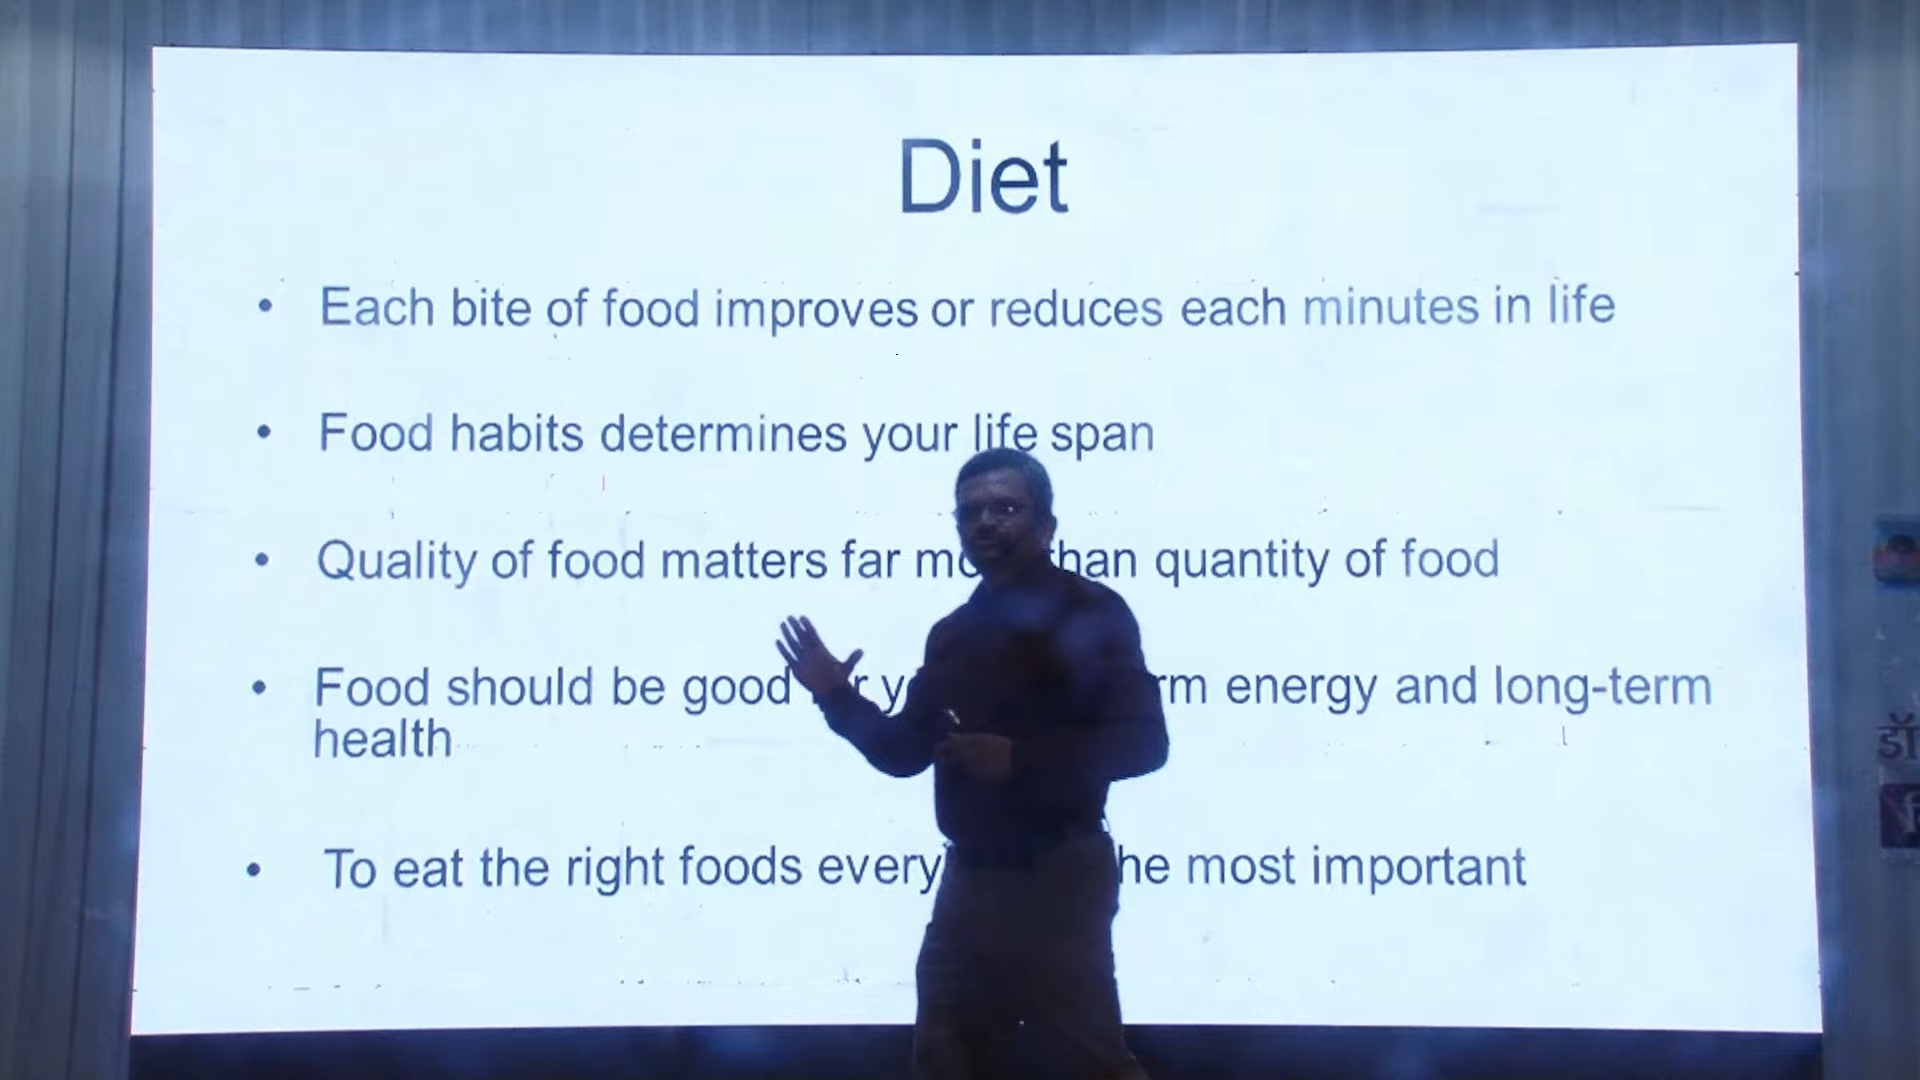 Diet
• Each bite of food improves or reduces each minutes in life
• Food habits determines your life span
• Quality of food matters far than quantity of food
• Food should be good energy and long-term
health
• To eat the right foods every most important
डॉ